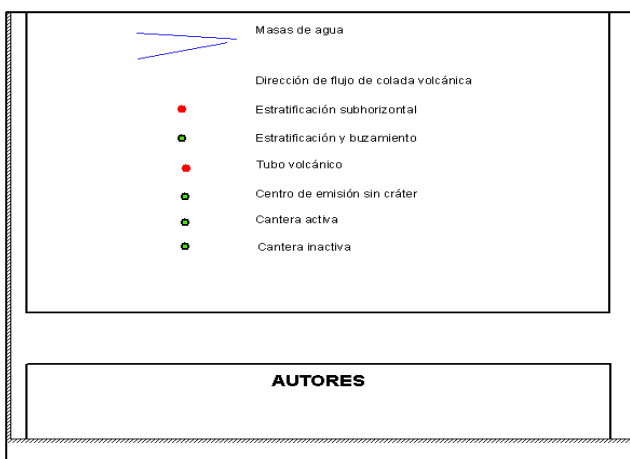 Masas de agua
Dirección de flujo de colada volcánica
Estratificación subhorizontal
Estratificación y buzamiento
Tubo volcánico
Centro de emisión sin cráter
Cantera activa
Cantera inactiva
AUTORES